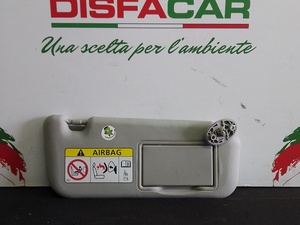 DISFACAR
Una scelta per l'ambiente
AIRBAG